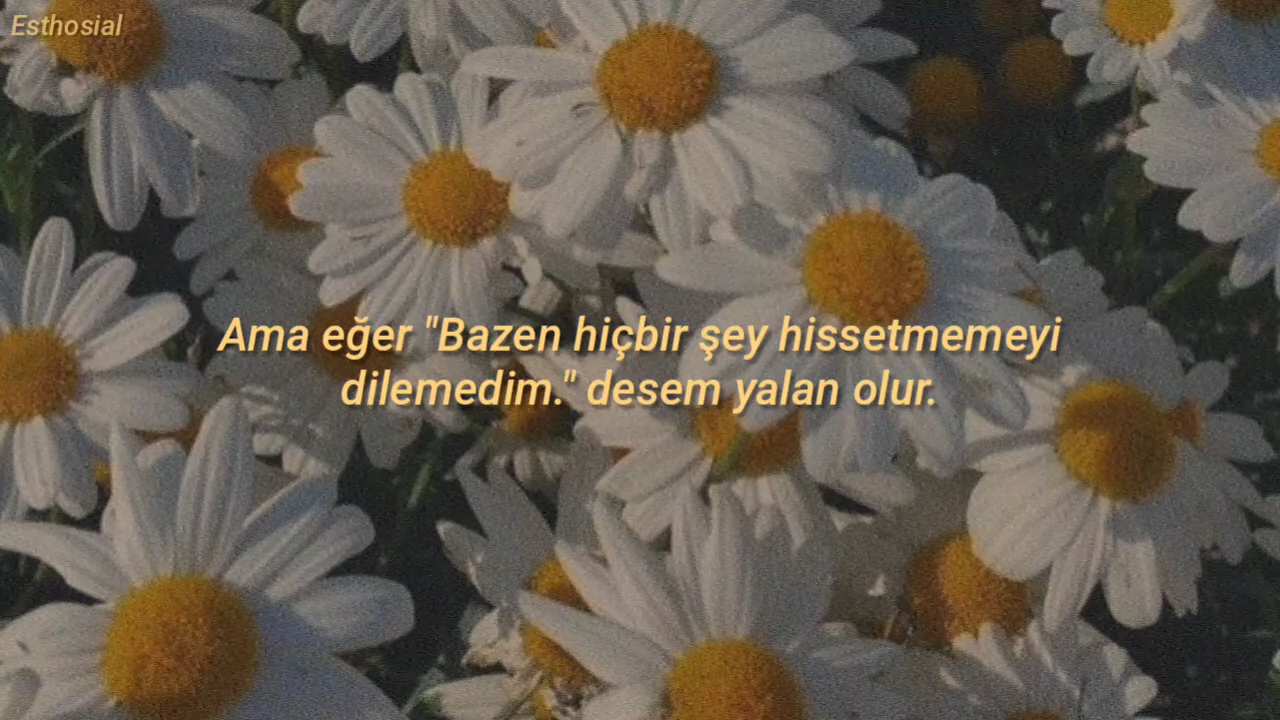 Esthosial
Ama eğer "Bazen hiçbir şey hissetmemeyi
dilemedim." desem yalan olur.